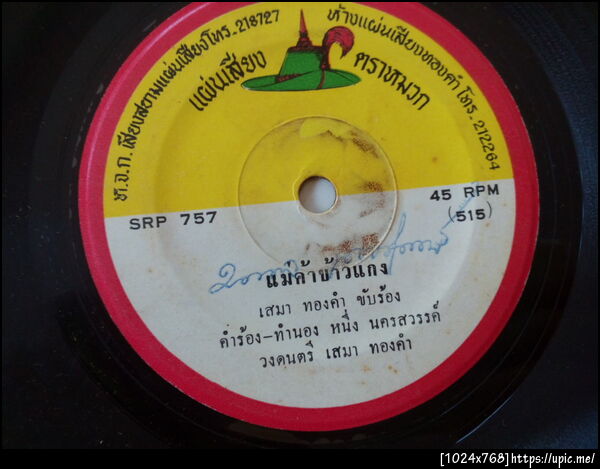 ห.จ.ก.เสียงสยามแผ่นเสียงโทร.218727
ห้างแผ่นเสียงทองคำโทร.212264
แผ่นเสียง
ตราหมวก
SRP 757
45 RPM
(515)
แม่ค้าข้าวแกง
เสมา ทองคำ ขับร้อง
คำร้อง-ทำนอง หนึ่ง นครสวรรค์
วงดนตรี เสมา ทองคำ
[1024x768]https://upic.me/